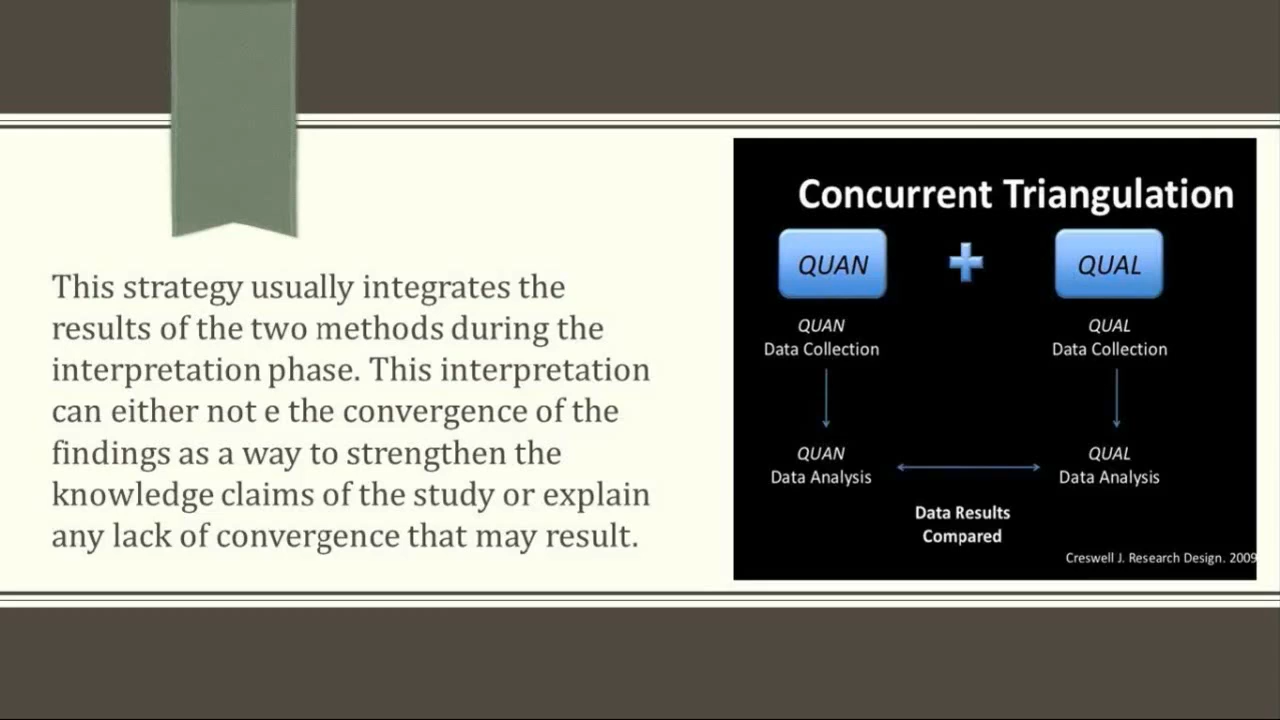 This strategy usually integrates the
results of the two methods during the
interpretation phase. This interpretation
can either not e the convergence of the
findings as a way to strengthen the
knowledge claims of the study or explain
any lack of convergence that may result.
Concurrent Triangulation
QUAN
QUAL
QUAN
Data Collection
QUAL
Data Collection
QUAN
Data Analysis
QUAL
Data Analysis
Data Results
Compared
Creswell J. Research Design. 2009